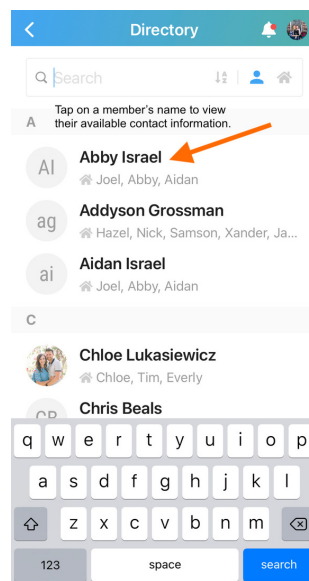 Directory
Search
Tap on a member's name to view
A their available contact information.
AI Abby Israel
Joel, Abby, Aidan
ag Addyson Grossman
Hazel, Nick, Samson, Xander, Ja...
ai Aidan Israel
Joel, Abby, Aidan
C
Chloe Lukasiewicz
Chloe, Tim, Everly
CB Chris Beals
q w e r t y u i o p
a s d f g h j k l
z x c v b n m
123 space search